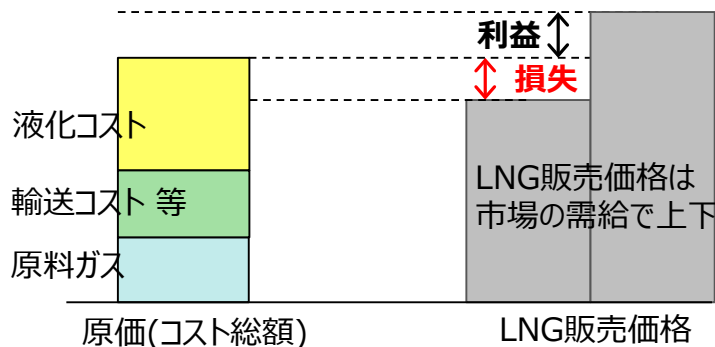 利益
損失
液化コスト
輸送コスト 等
原料ガス
LNG販売価格は
市場の需給で上下
原価(コスト総額)
LNG販売価格